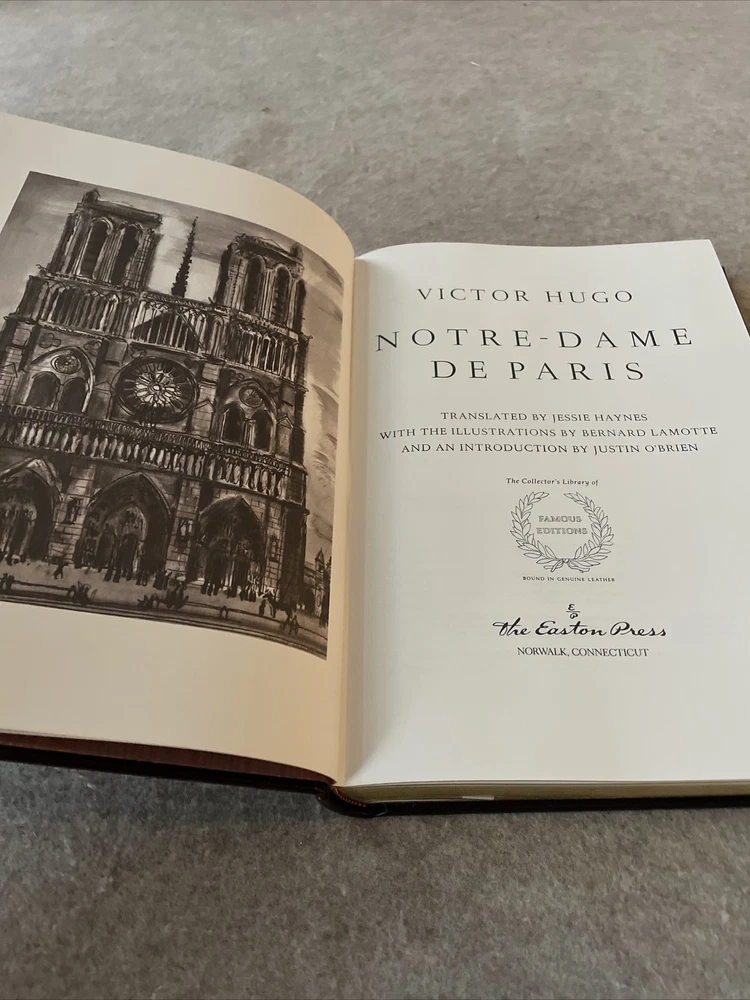 VICTOR HUGO
NOTRE-DAME
DE PARIS
TRANSLATED BY JESSIE HAYNES
WITH THE ILLUSTRATIONS BY BERNARD LAMOTTE
AND AN INTRODUCTION BY JUSTIN O'BRIEN
The Collector's Library of
FAMOUS
EDITIONS
BOUND IN GENUINE LEATHER
E
P
the Easton Press
NORWALK, CONNECTICUT